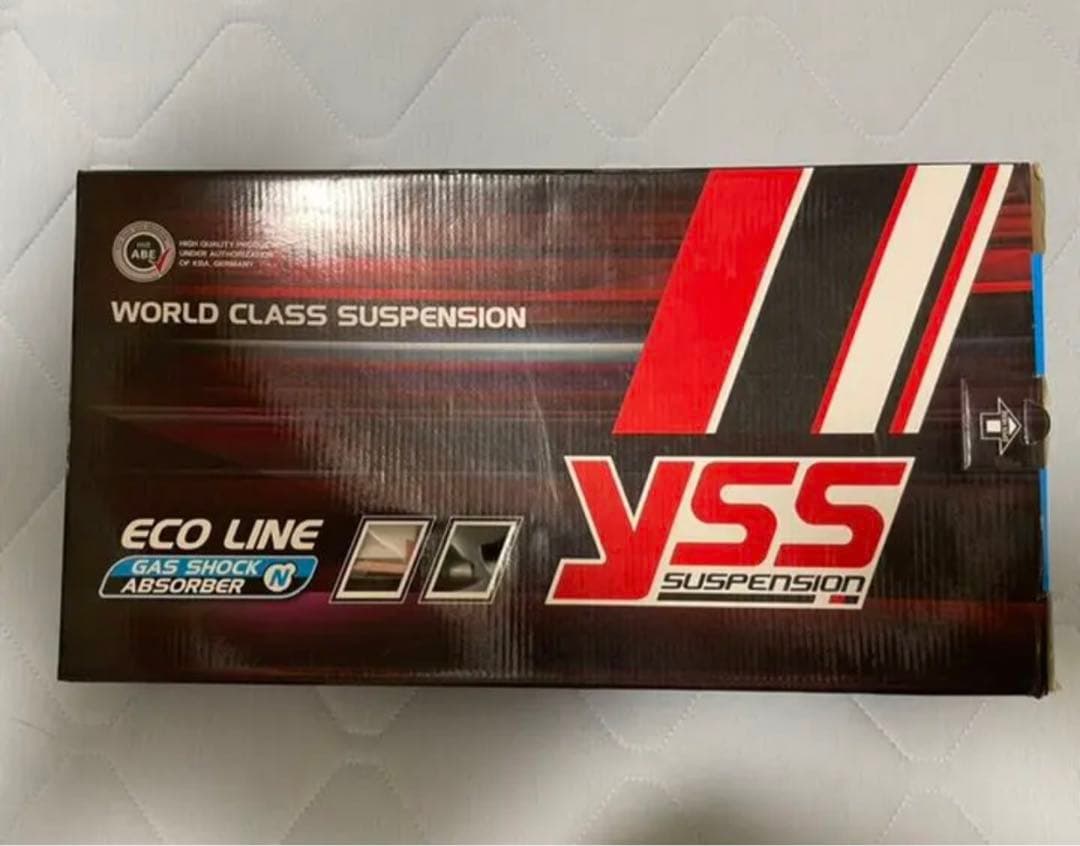 ABE
HIGH QUALITY PRODUCT
UNDER AUTHORIZATION
OF KBA, GERMANY
WORLD CLASS SUSPENSION
ECO LINE
GAS SHOCK
ABSORBER
N
YSS
SUSPENSION